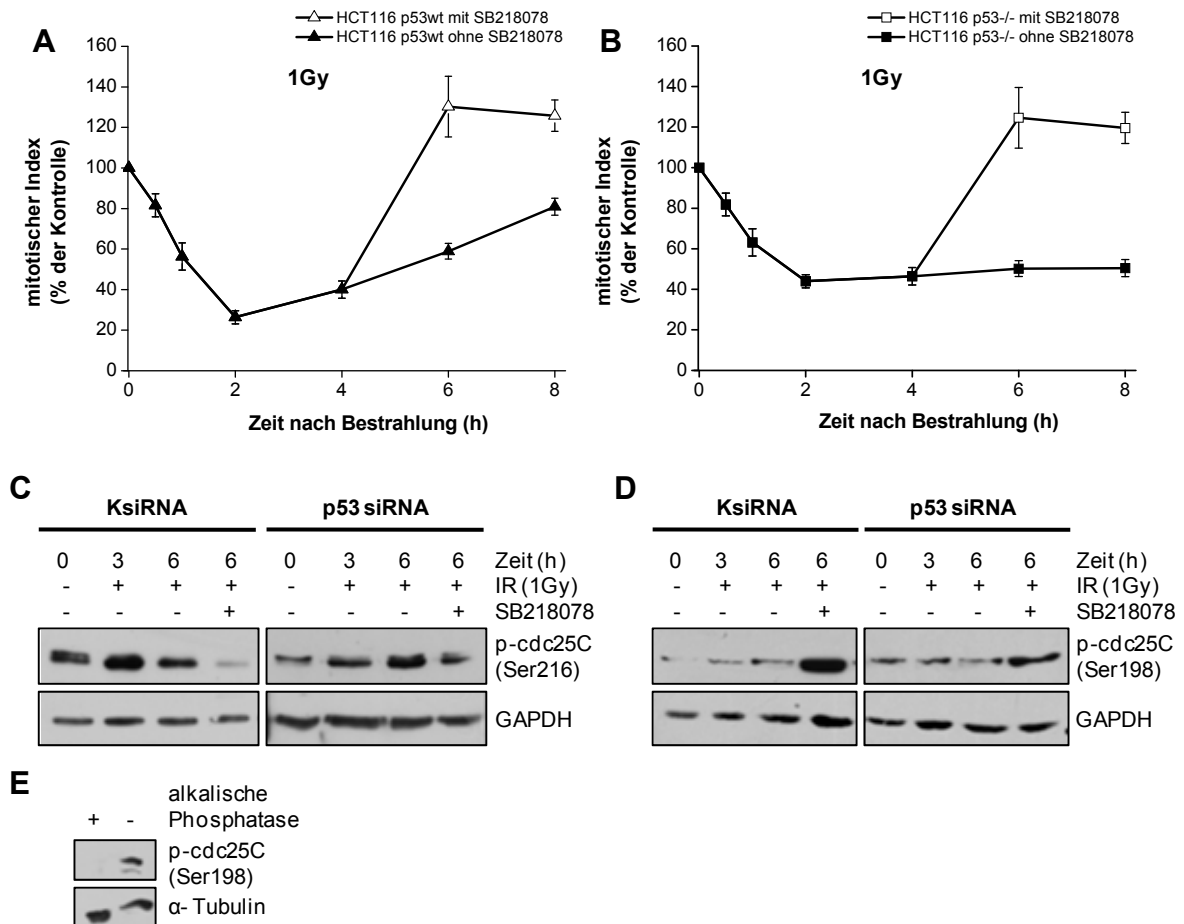 A
HCT116 p53wt mit SB218078
HCT116 p53wt ohne SB218078
1Gy
160
140
120
100
80
60
40
20
0
mitotischer Index
(% der Kontrolle)
0 2 4 6 8
Zeit nach Bestrahlung (h)
B
HCT116 p53-/- mit SB218078
HCT116 p53-/- ohne SB218078
1Gy
160
140
120
100
80
60
40
20
0
mitotischer Index
(% der Kontrolle)
0 2 4 6 8
Zeit nach Bestrahlung (h)
C
KsiRNA p53 siRNA
0 3 6 6 0 3 6 6 Zeit (h)
- + + + - + + + IR (1Gy)
- - - + - - - + SB218078
p-cdc25C
(Ser216)
GAPDH
D
KsiRNA p53 siRNA
0 3 6 6 0 3 6 6 Zeit (h)
- + + + - + + + IR (1Gy)
- - - + - - - + SB218078
p-cdc25C
(Ser198)
GAPDH
E
alkalische
+ - Phosphatase
p-cdc25C
(Ser198)
α- Tubulin